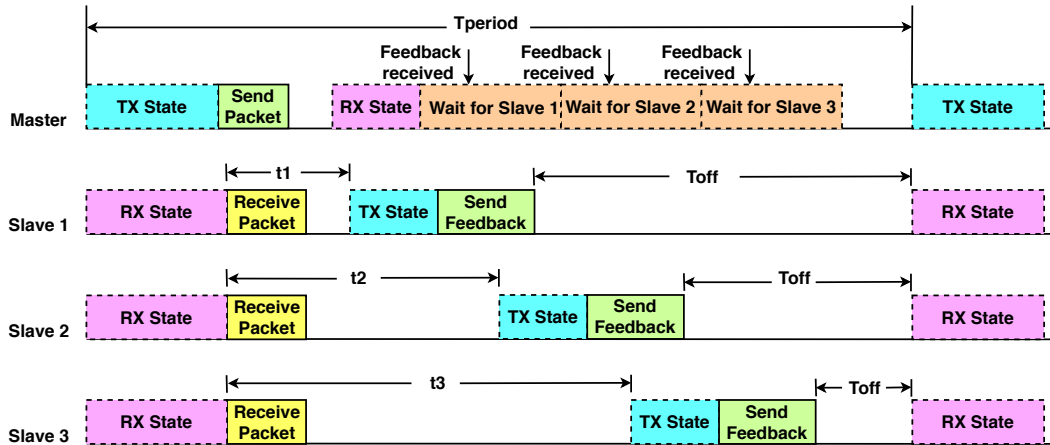 Tperiod
Feedback received
Feedback received
Feedback received
Master
TX State
Send Packet
RX State
Wait for Slave 1
Wait for Slave 2
Wait for Slave 3
TX State
t1
Toff
Slave 1
RX State
Receive Packet
TX State
Send Feedback
RX State
t2
Toff
Slave 2
RX State
Receive Packet
TX State
Send Feedback
RX State
t3
Toff
Slave 3
RX State
Receive Packet
TX State
Send Feedback
RX State